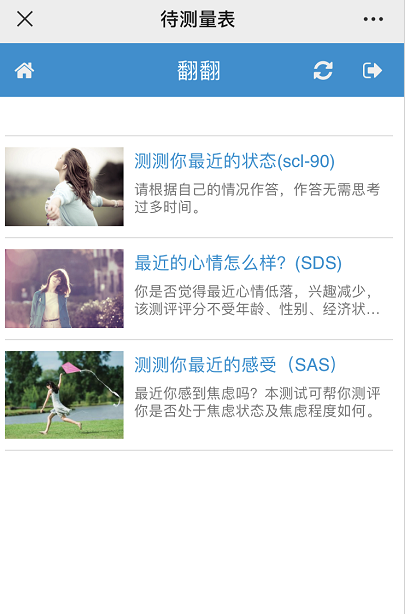 待测量表
翻翻
测测你最近的状态(scl-90)
请根据自己的情况作答，作答无需思考
过多时间。
最近的心情怎么样？(SDS)
你是否觉得最近心情低落，兴趣减少，
该测评评分不受年龄、性别、经济状...
测测你最近的感受（SAS）
最近你感到焦虑吗？本测试可帮你测评
你是否处于焦虑状态及焦虑程度如何。